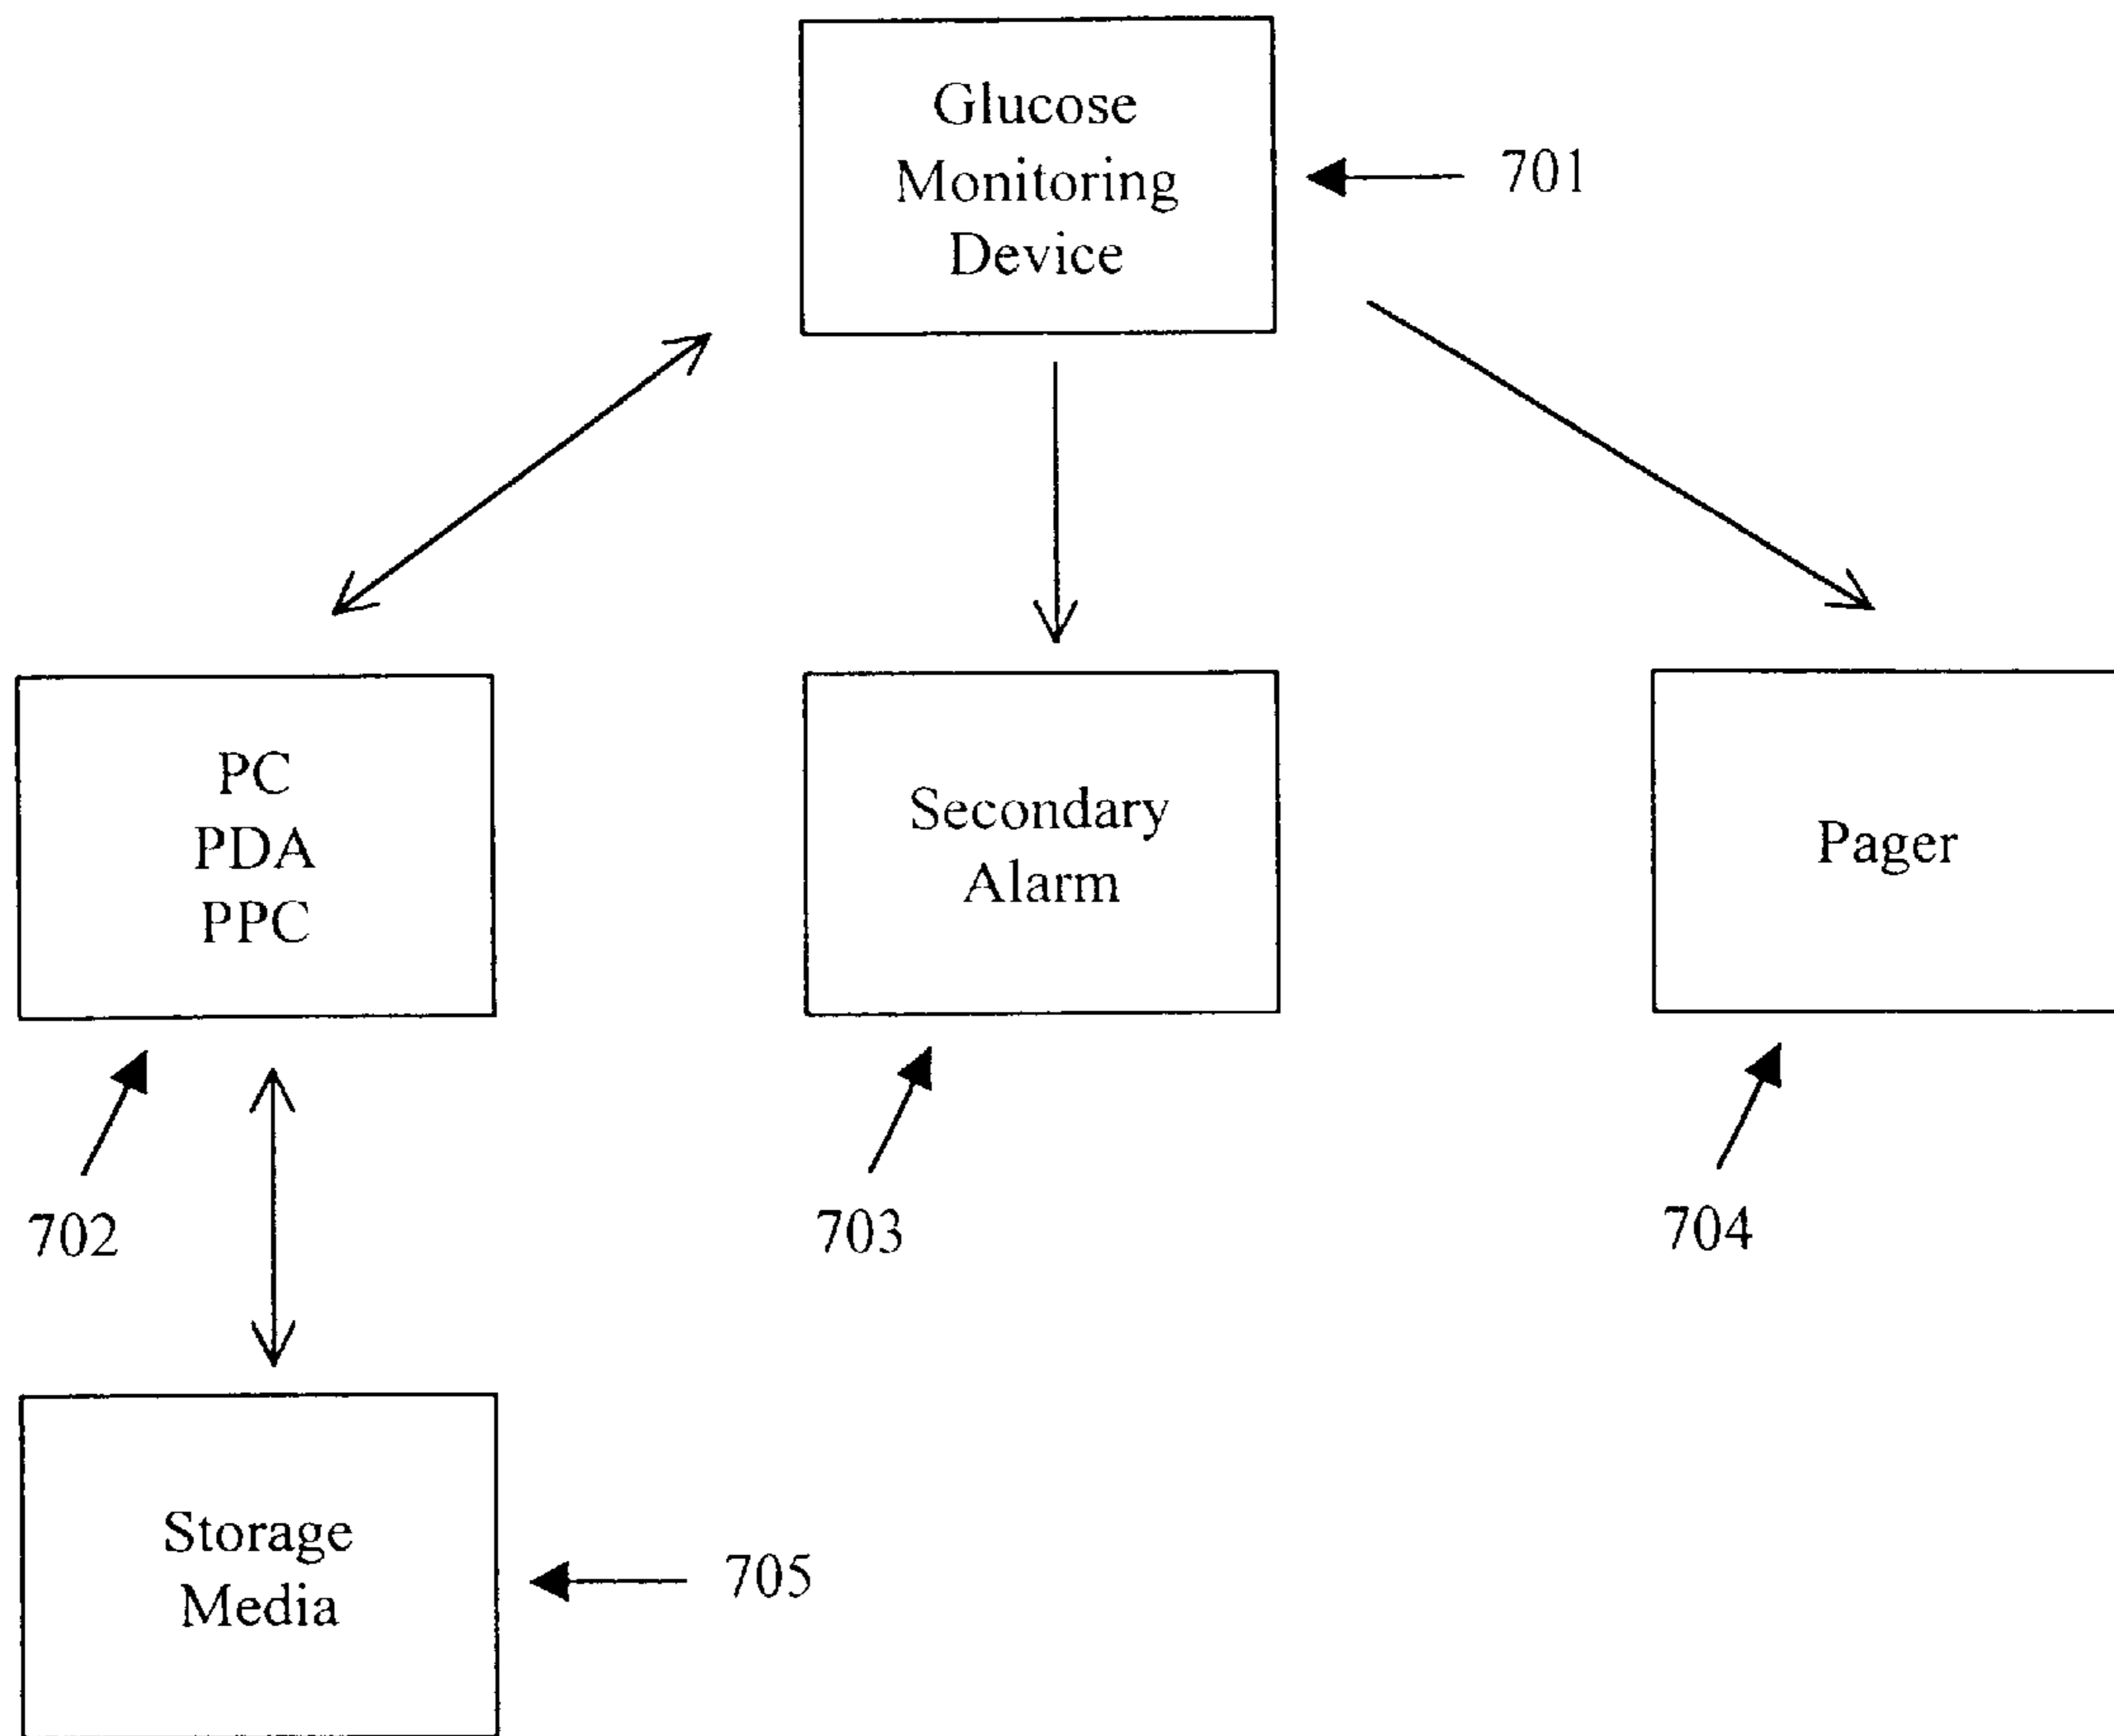 Glucose
Monitoring
Device
701
PC
PDA
PPC
Secondary
Alarm
Pager
702
703
704
Storage
Media
705